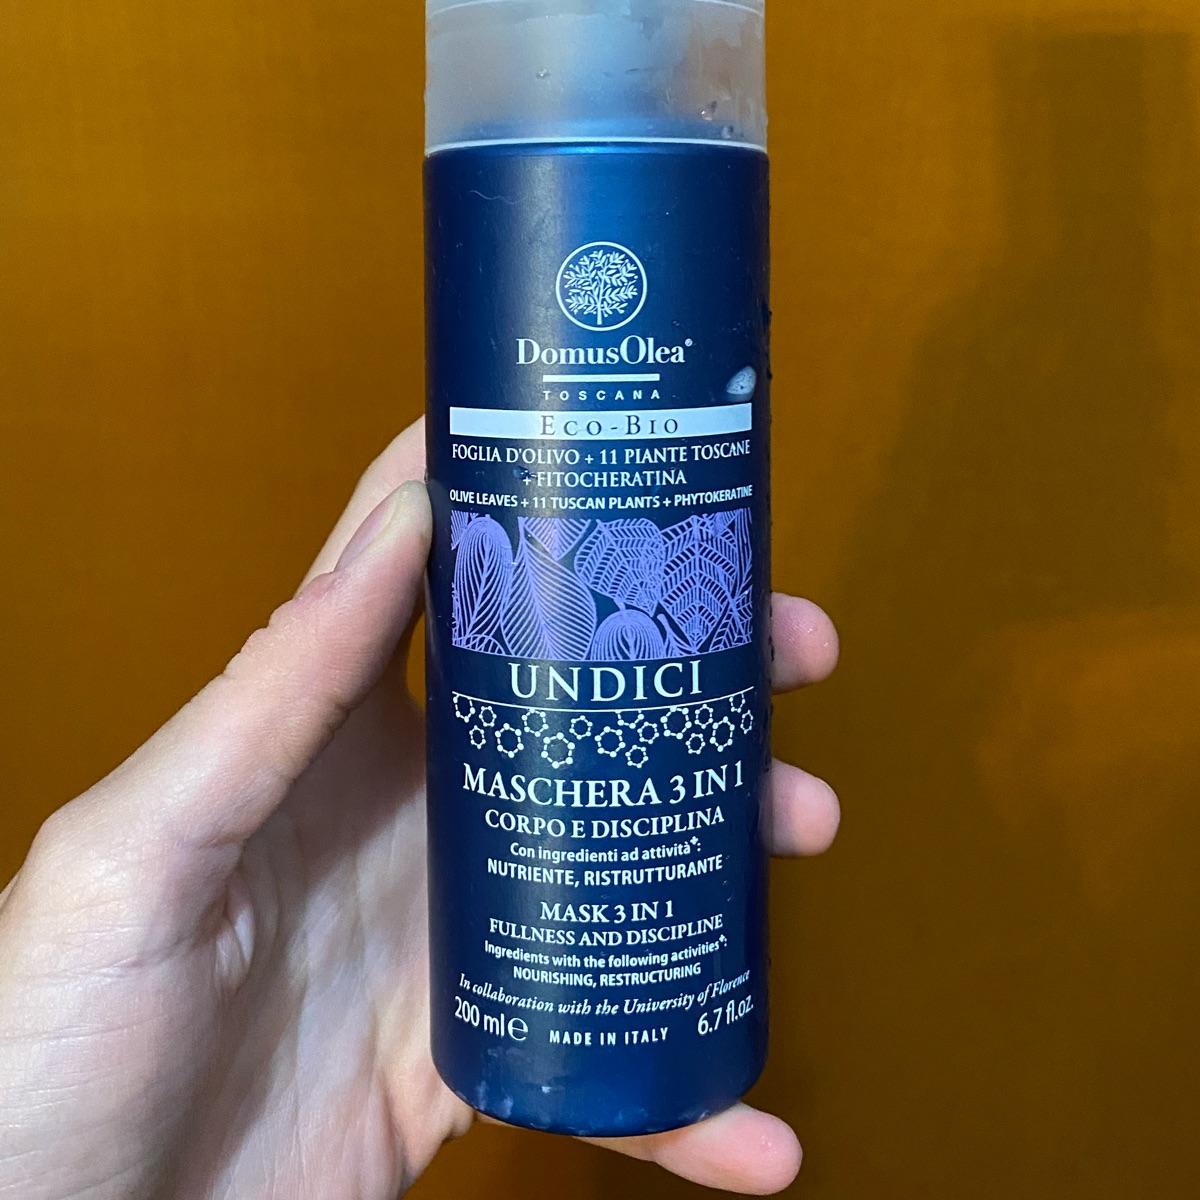 DomusOlea®
TOSCANA
ECO-BIO
FOGLIA D'OLIVO + 11 PIANTE TOSCANE
+ FITOCHERATINA
OLIVE LEAVES + 11 TUSCAN PLANTS + PHYTOKERATINE
UNDICI
MASCHERA 3 IN 1
CORPO E DISCIPLINA
Con ingredienti ad attività*:
NUTRIENTE, RISTRUTTURANTE
MASK 3 IN 1
FULLNESS AND DISCIPLINE
Ingredients with the following activities*:
NOURISHING, RESTRUCTURING
In collaboration with the University of Florence
200 ml ℮ MADE IN ITALY 6.7 fl.oz.